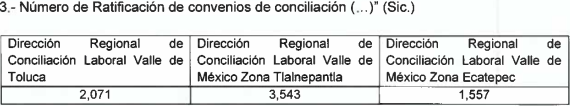 3.- Número de Ratificación de convenios de conciliación (...)" (Sic.)
Dirección Regional de Conciliación Laboral Valle de Toluca
Dirección Regional de Conciliación Laboral Valle de México Zona Tlalnepantla
Dirección Regional de Conciliación Laboral Valle de México Zona Ecatepec
2,071 3,543 1,557